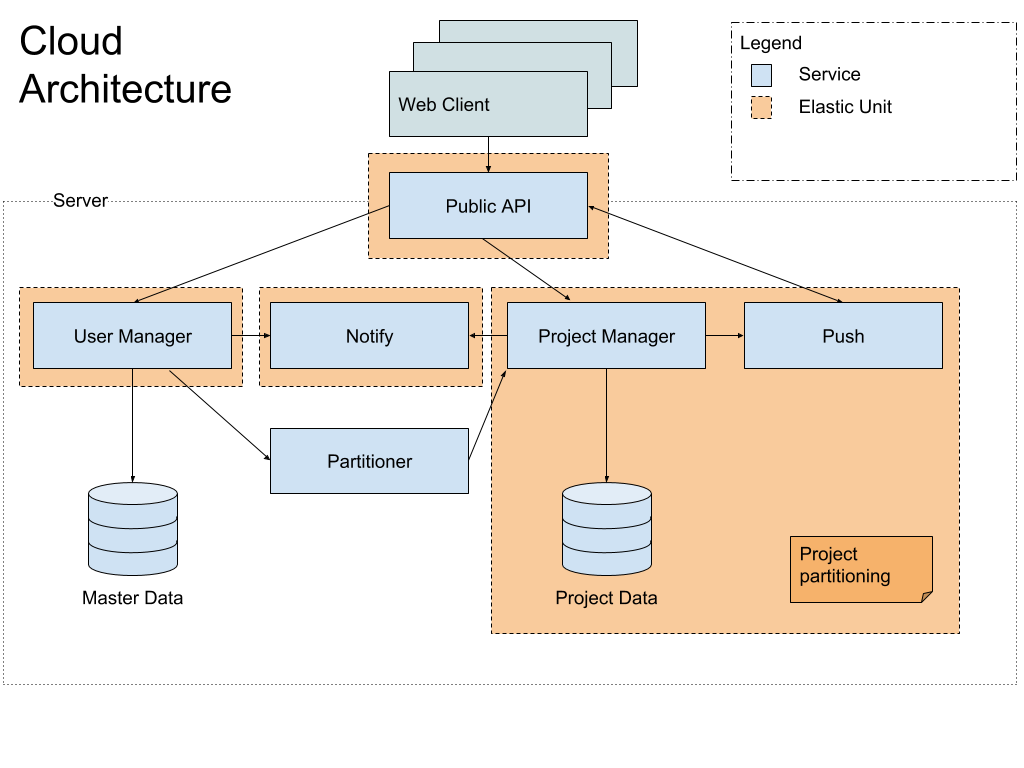 Cloud
Architecture
Web Client
Legend
Service
Elastic Unit
Server
Public API
User Manager
Notify
Project Manager
Push
Partitioner
Project
partitioning
Master Data
Project Data